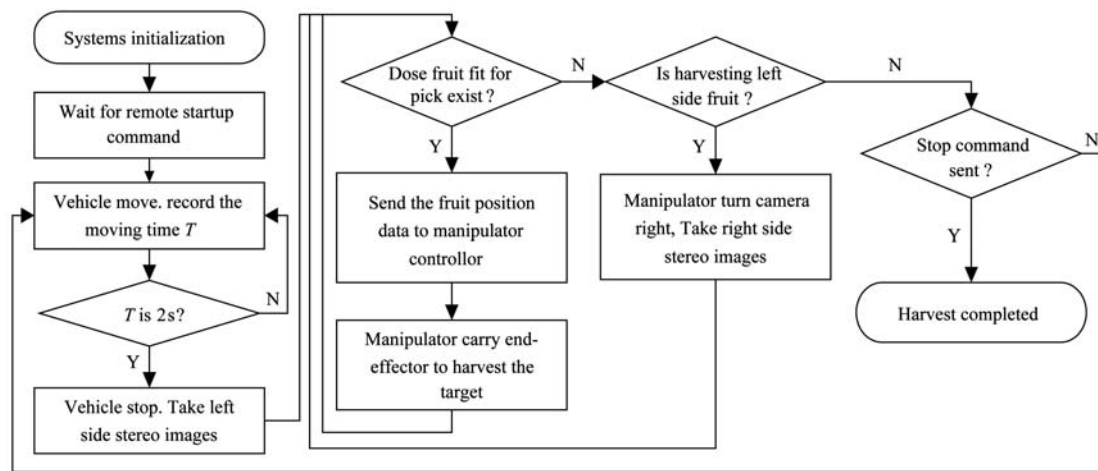 Systems initialization
Wait for remote startup
command
Vehicle move. record the
moving time T
T is 2s?
N
Y
Vehicle stop. Take left
side stereo images
Dose fruit fit for
pick exist ?
N
Y
Send the fruit position
data to manipulator
controllor
Manipulator carry end-
effector to harvest the
target
Is harvesting left
side fruit ?
N
Y
Manipulator turn camera
right, Take right side
stereo images
Stop command
sent ?
N
Y
Harvest completed